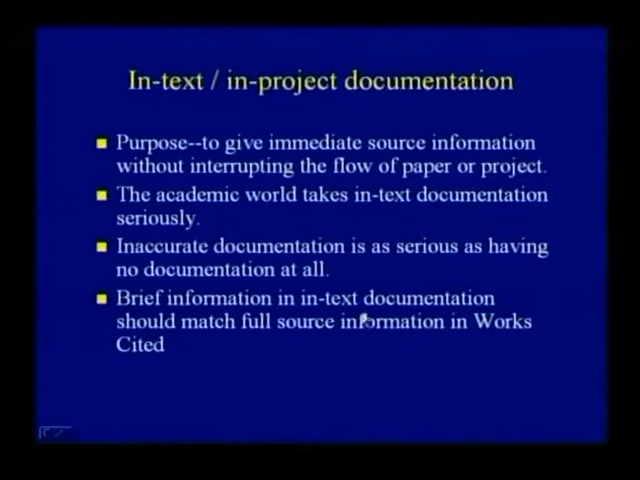 In-text / in-project documentation
Purpose--to give immediate source information
without interrupting the flow of paper or project.
The academic world takes in-text documentation
seriously.
Inaccurate documentation is as serious as having
no documentation at all.
Brief information in in-text documentation
should match full source information in Works
Cited